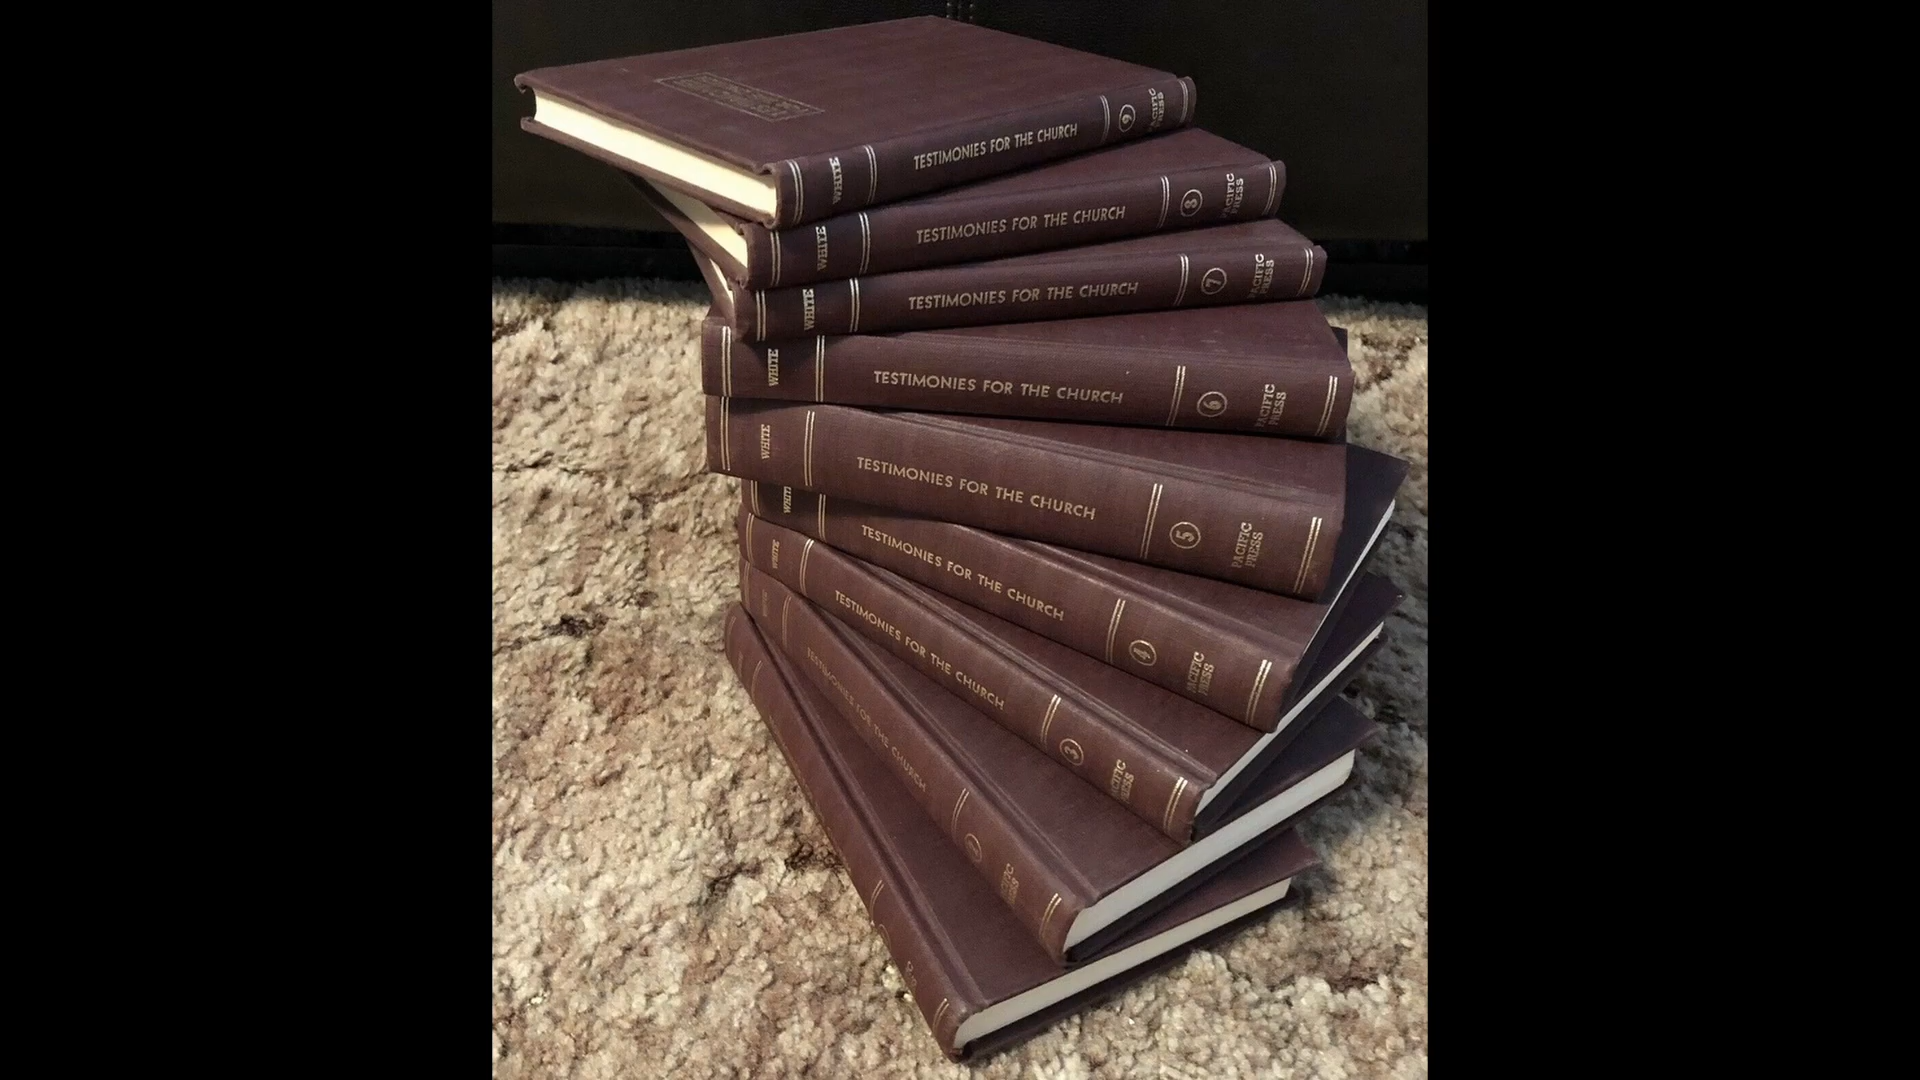 WHITE
TESTIMONIES FOR THE CHURCH
9
PACIFIC
PRESS
WHITE
TESTIMONIES FOR THE CHURCH
8
PACIFIC
PRESS
WHITE
TESTIMONIES FOR THE CHURCH
7
PACIFIC
PRESS
WHITE
TESTIMONIES FOR THE CHURCH
6
PACIFIC
PRESS
WHITE
TESTIMONIES FOR THE CHURCH
5
PACIFIC
PRESS
WHITE
TESTIMONIES FOR THE CHURCH
4
PACIFIC
PRESS
WHITE
TESTIMONIES FOR THE CHURCH
3
PACIFIC
PRESS
TESTIMONIES FOR THE CHURCH
2